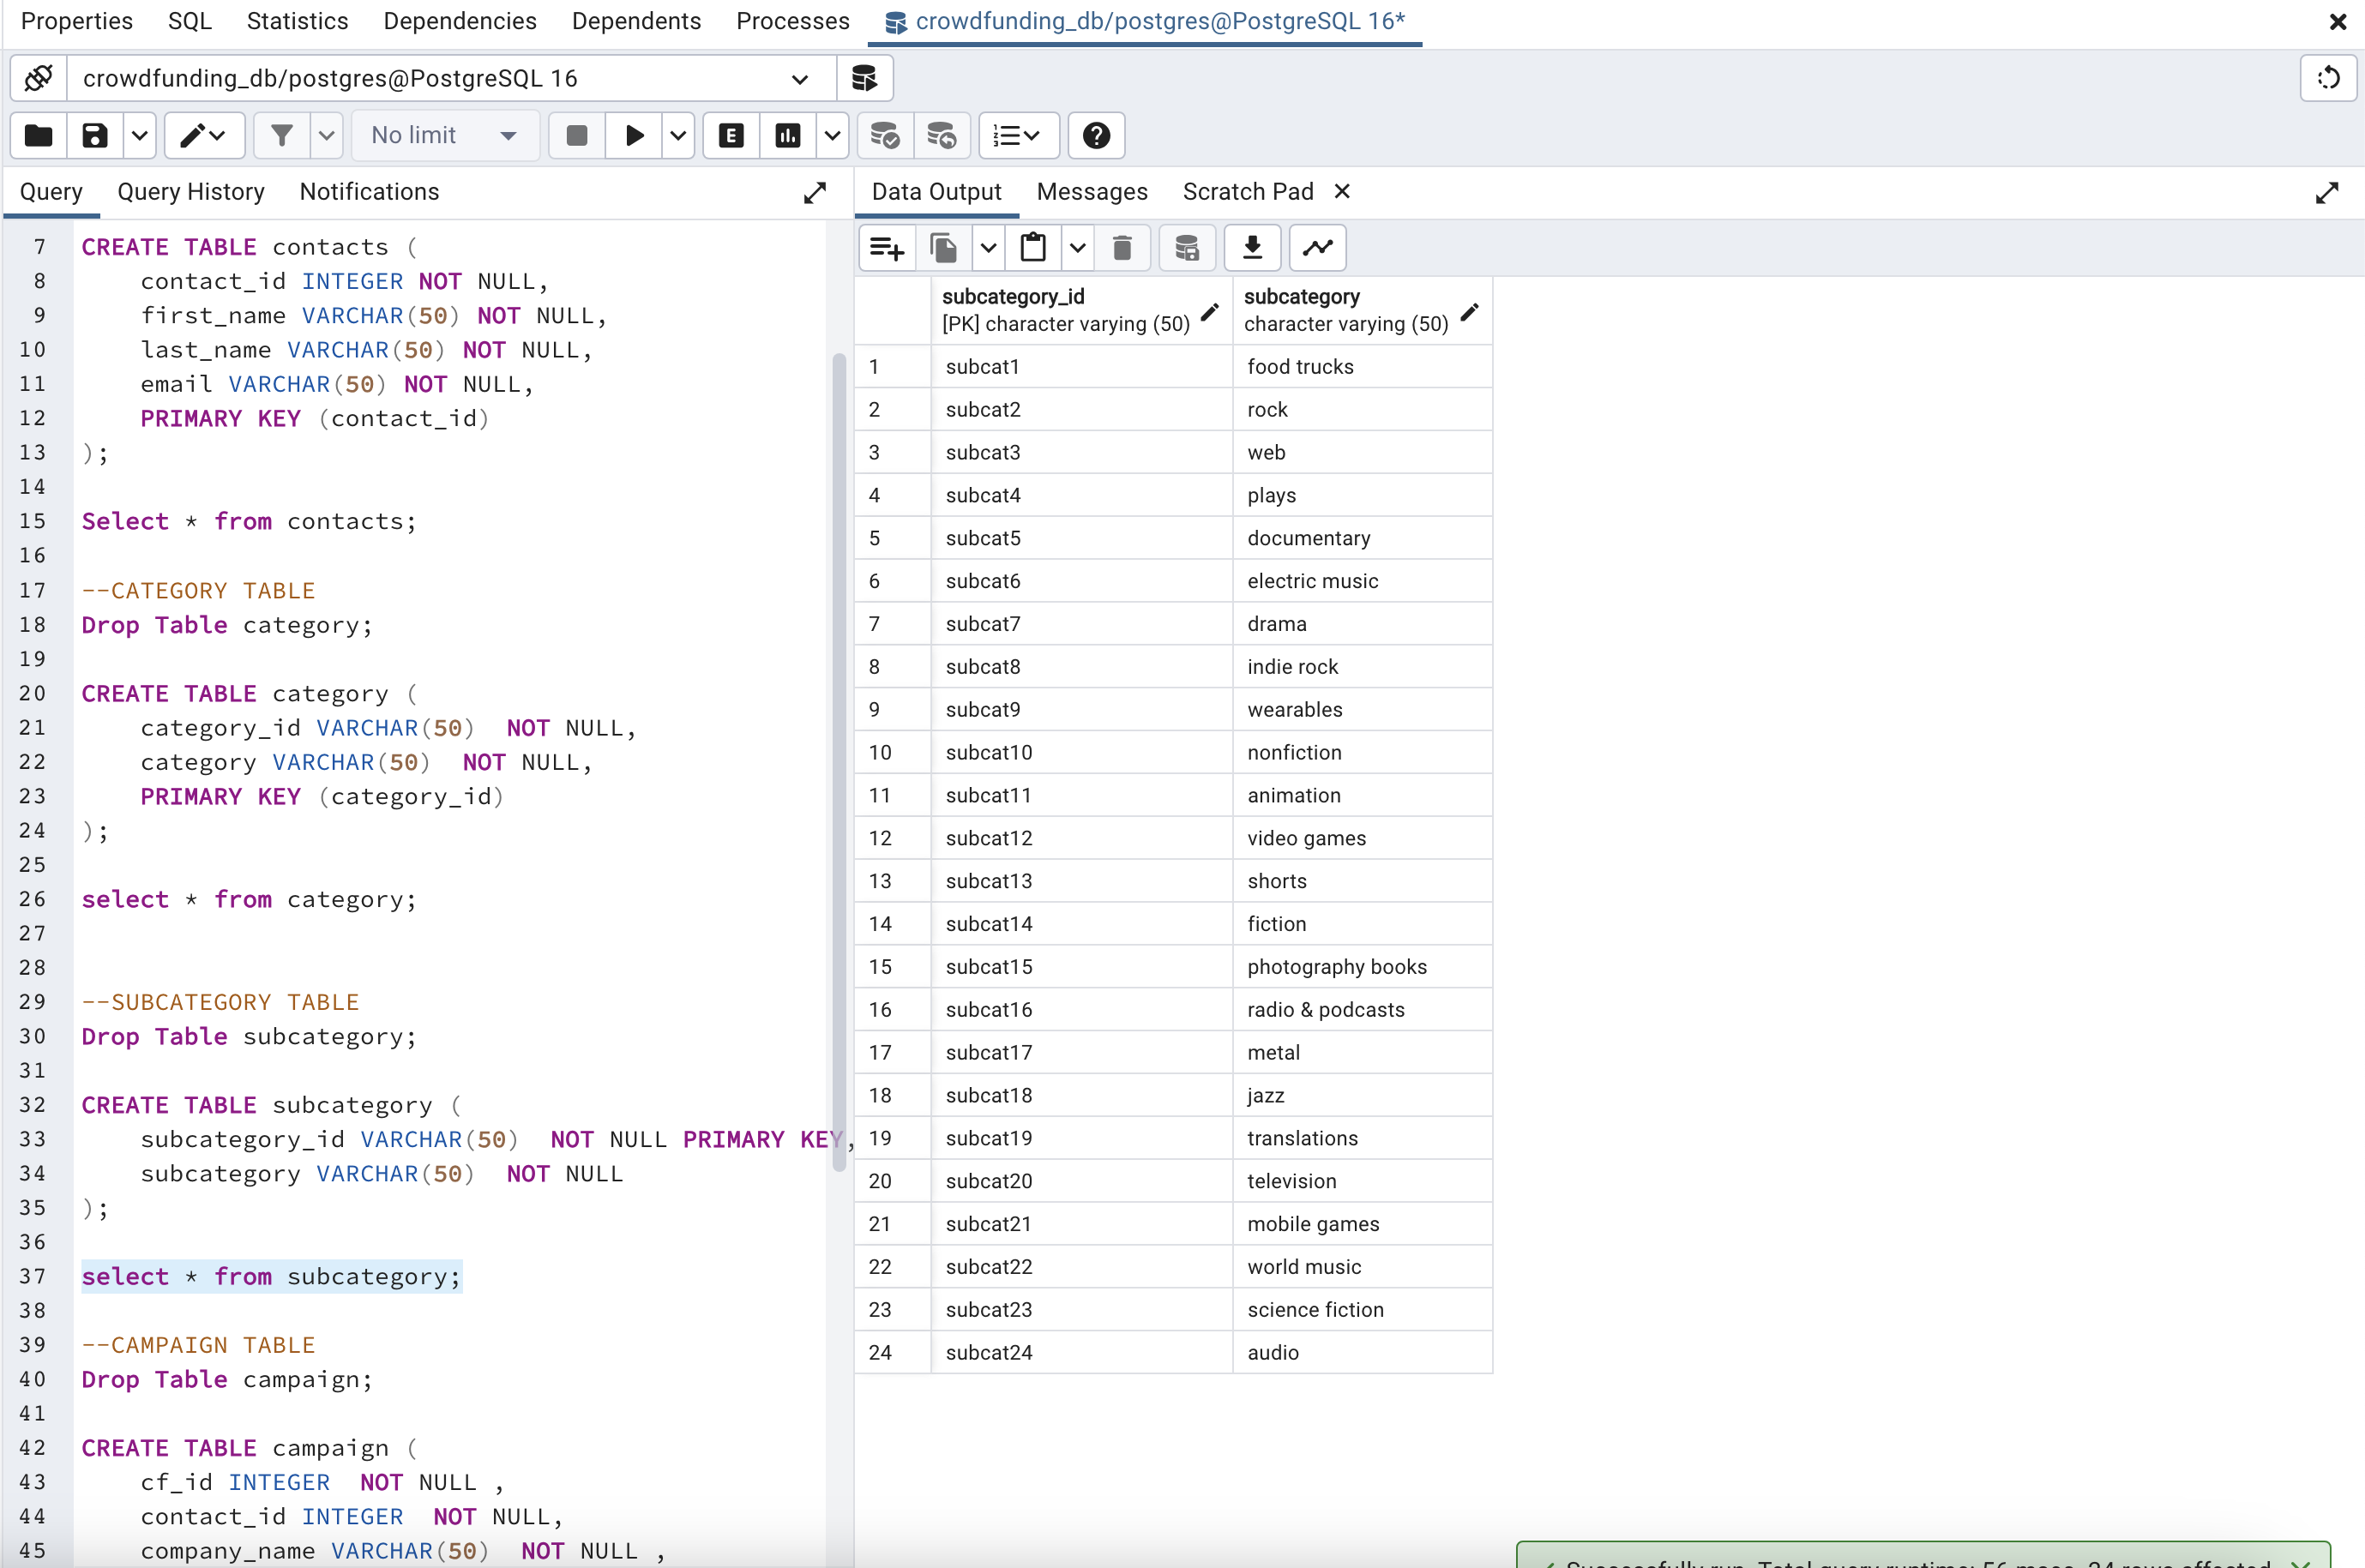 Properties SQL Statistics Dependencies Dependents Processes crowdfunding_db/postgres@PostgreSQL 16*
crowdfunding_db/postgres@PostgreSQL 16
No limit
E
Query Query History Notifications
7 CREATE TABLE contacts (
8 contact_id INTEGER NOT NULL,
9 first_name VARCHAR(50) NOT NULL,
10 last_name VARCHAR(50) NOT NULL,
11 email VARCHAR(50) NOT NULL,
12 PRIMARY KEY (contact_id)
13 );
14
15 Select * from contacts;
16
17 --CATEGORY TABLE
18 Drop Table category;
19
20 CREATE TABLE category (
21 category_id VARCHAR(50)  NOT NULL,
22 category VARCHAR(50)  NOT NULL,
23 PRIMARY KEY (category_id)
24 );
25
26 select * from category;
27
28
29 --SUBCATEGORY TABLE
30 Drop Table subcategory;
31
32 CREATE TABLE subcategory (
33 subcategory_id VARCHAR(50)  NOT NULL PRIMARY KEY,
34 subcategory VARCHAR(50)  NOT NULL
35 );
36
37 select * from subcategory;
38
39 --CAMPAIGN TABLE
40 Drop Table campaign;
41
42 CREATE TABLE campaign (
43 cf_id INTEGER  NOT NULL ,
44 contact_id INTEGER  NOT NULL,
45 company_name VARCHAR(50)  NOT NULL ,
Data Output Messages Scratch Pad
subcategory_id subcategory
[PK] character varying (50) character varying (50)
1 subcat1 food trucks
2 subcat2 rock
3 subcat3 web
4 subcat4 plays
5 subcat5 documentary
6 subcat6 electric music
7 subcat7 drama
8 subcat8 indie rock
9 subcat9 wearables
10 subcat10 nonfiction
11 subcat11 animation
12 subcat12 video games
13 subcat13 shorts
14 subcat14 fiction
15 subcat15 photography books
16 subcat16 radio & podcasts
17 subcat17 metal
18 subcat18 jazz
19 subcat19 translations
20 subcat20 television
21 subcat21 mobile games
22 subcat22 world music
23 subcat23 science fiction
24 subcat24 audio
Successfully run. Total query runtime: 56 msec. 24 rows affected.